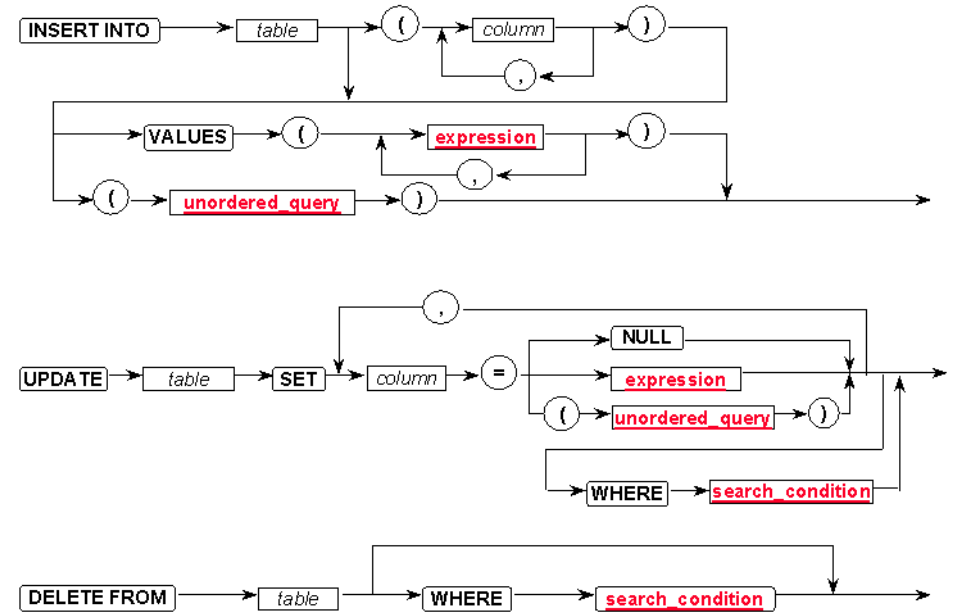 INSERT INTO table ( column )
,
VALUES ( expression )
,
( unordered_query )
,
NULL
UPDATE table SET column = expression
( unordered_query )
WHERE search_condition
DELETE FROM table WHERE search_condition